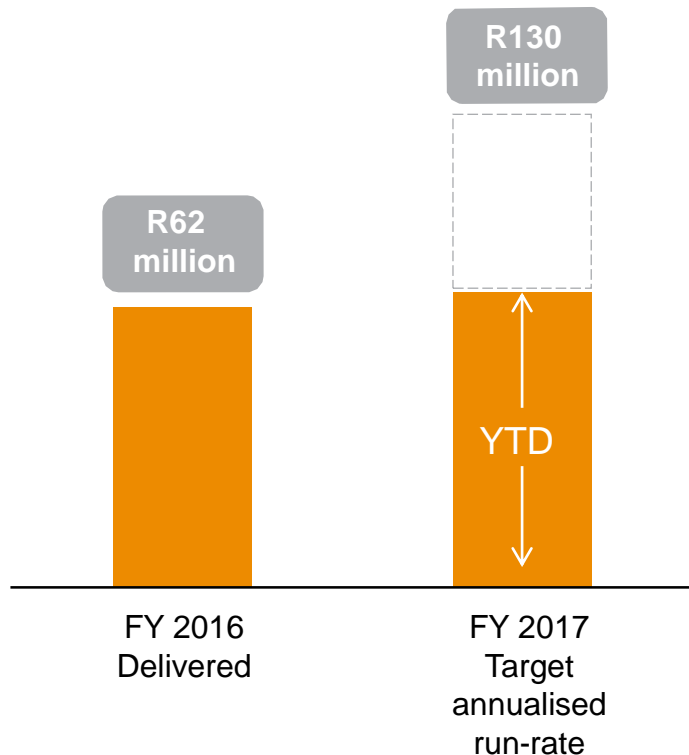 R130
million
R62
million
YTD
FY 2016
Delivered
FY 2017
Target
annualised
run-rate